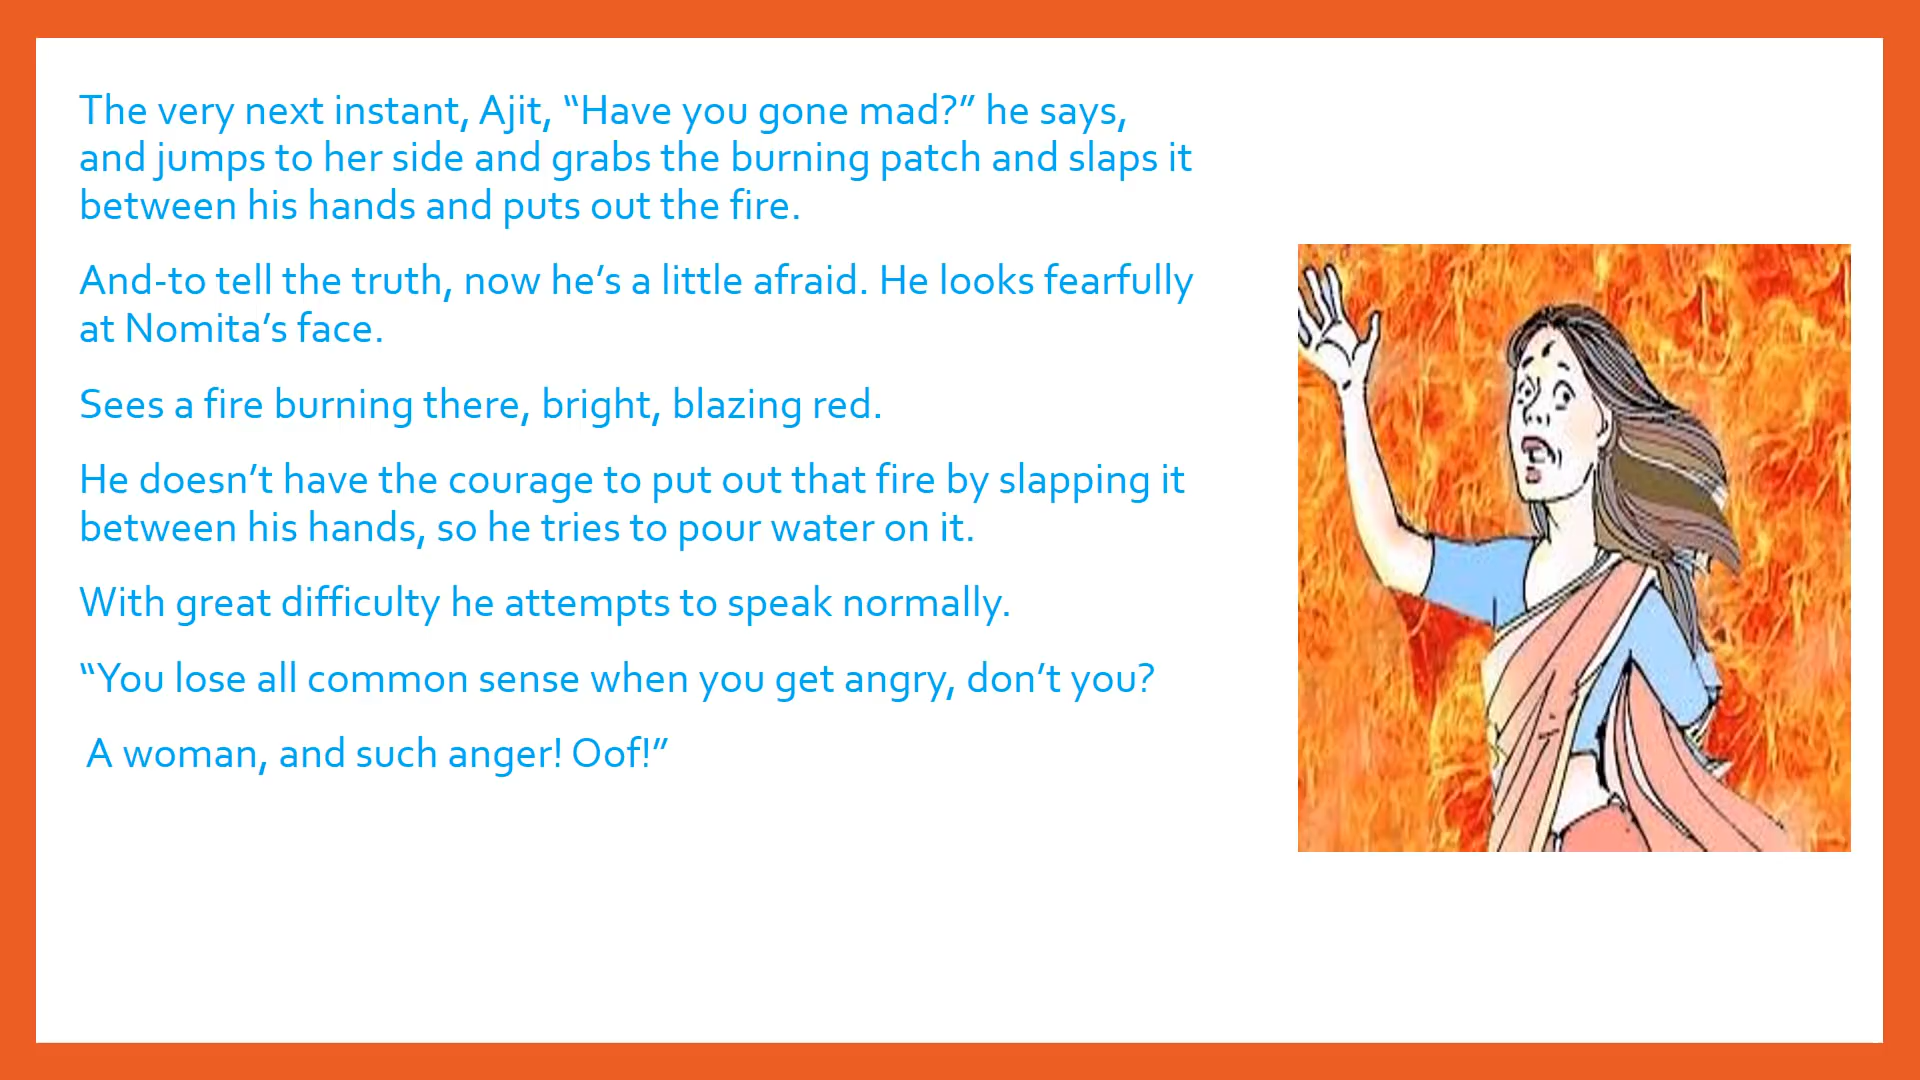 The very next instant, Ajit, “Have you gone mad?” he says,
and jumps to her side and grabs the burning patch and slaps it
between his hands and puts out the fire.
And-to tell the truth, now he’s a little afraid. He looks fearfully
at Nomita’s face.
Sees a fire burning there, bright, blazing red.
He doesn’t have the courage to put out that fire by slapping it
between his hands, so he tries to pour water on it.
With great difficulty he attempts to speak normally.
“You lose all common sense when you get angry, don’t you?
A woman, and such anger! Oof!”